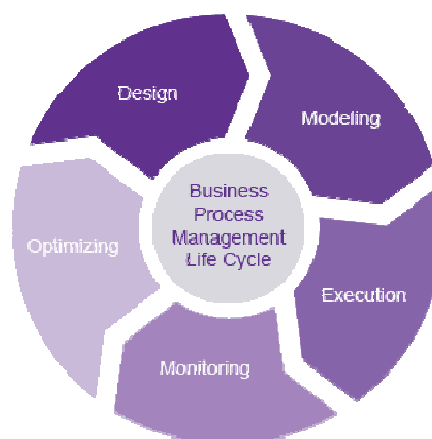 Design
Modeling
Business
Process
Management
Life Cycle
Optimizing
Execution
Monitoring